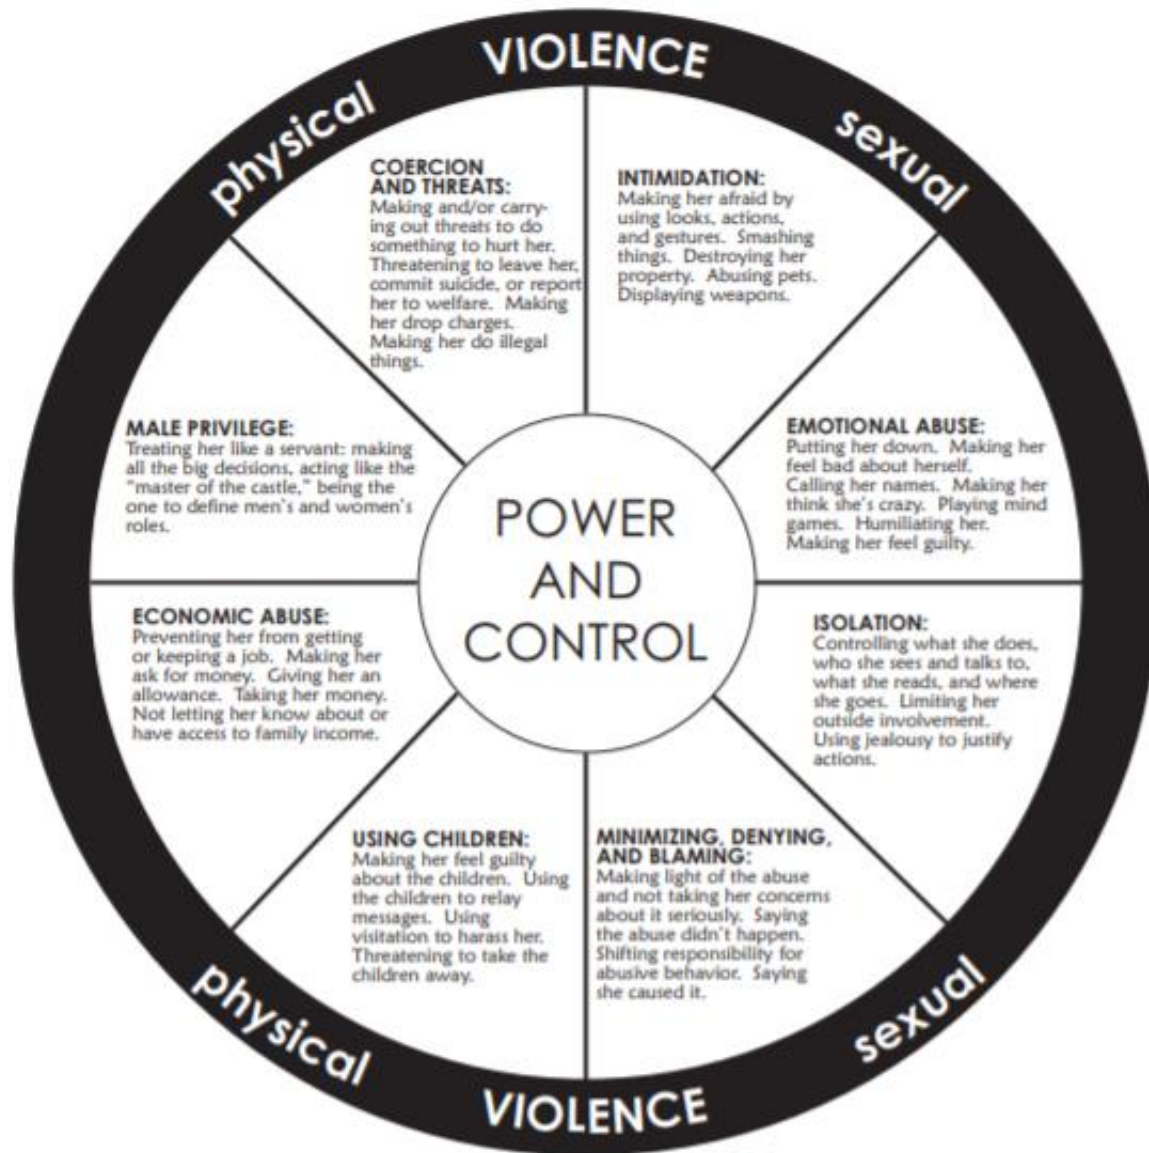 physical VIOLENCE sexual
COERCION
AND THREATS:
Making and/or carry-
ing out threats to do
something to hurt her.
Threatening to leave her,
commit suicide, or report
her to welfare.  Making
her drop charges.
Making her do illegal
things.
INTIMIDATION:
Making her afraid by
using looks, actions,
and gestures.  Smashing
things.  Destroying her
property.  Abusing pets.
Displaying weapons.
MALE PRIVILEGE:
Treating her like a servant: making
all the big decisions, acting like the
"master of the castle," being the
one to define men's and women's
roles.
EMOTIONAL ABUSE:
Putting her down.  Making her
feel bad about herself.
Calling her names.  Making her
think she's crazy.  Playing mind
games.  Humiliating her.
Making her feel guilty.
POWER
AND
CONTROL
ECONOMIC ABUSE:
Preventing her from getting
or keeping a job.  Making her
ask for money.  Giving her an
allowance.  Taking her money.
Not letting her know about or
have access to family income.
ISOLATION:
Controlling what she does,
who she sees and talks to,
what she reads, and where
she goes.  Limiting her
outside involvement.
Using jealousy to justify
actions.
USING CHILDREN:
Making her feel guilty
about the children.  Using
the children to relay
messages.  Using
visitation to harass her.
Threatening to take the
children away.
MINIMIZING, DENYING,
AND BLAMING:
Making light of the abuse
and not taking her concerns
about it seriously.  Saying
the abuse didn't happen.
Shifting responsibility for
abusive behavior.  Saying
she caused it.
physical VIOLENCE sexual